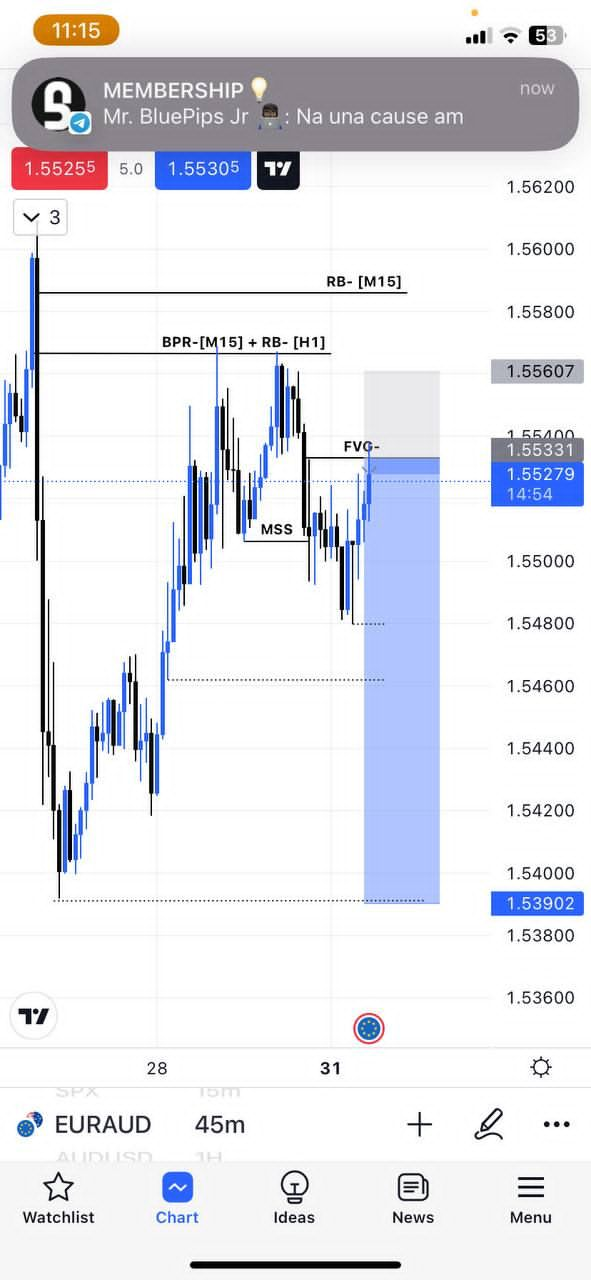 11:15
53
MEMBERSHIP💡
now
Mr. BluePips Jr 👨🏿‍💻: Na una cause am
1.55255
5.0
1.55305
3
1.56200
1.56000
RB- [M15]
1.55800
BPR-[M15] + RB- [H1]
1.55607
1.55400
FVG-
1.55331
1.55279
14:54
MSS
1.55000
1.54800
1.54600
1.54400
1.54200
1.54000
1.53902
1.53800
1.53600
28
31
SPX
15m
EURAUD
45m
AUDUSD
1H
Watchlist
Chart
Ideas
News
Menu